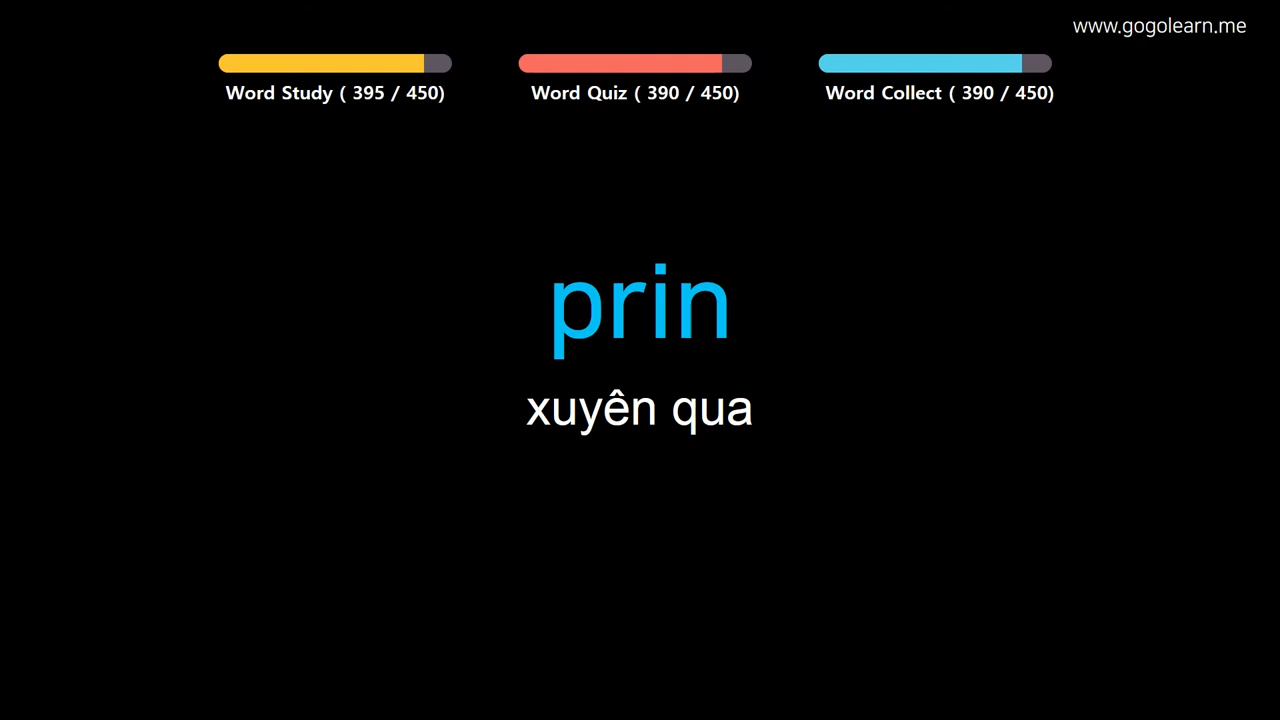 www.gogolearn.me
Word Study ( 395 / 450)
Word Quiz ( 390 / 450)
Word Collect ( 390 / 450)
prin
xuyên qua